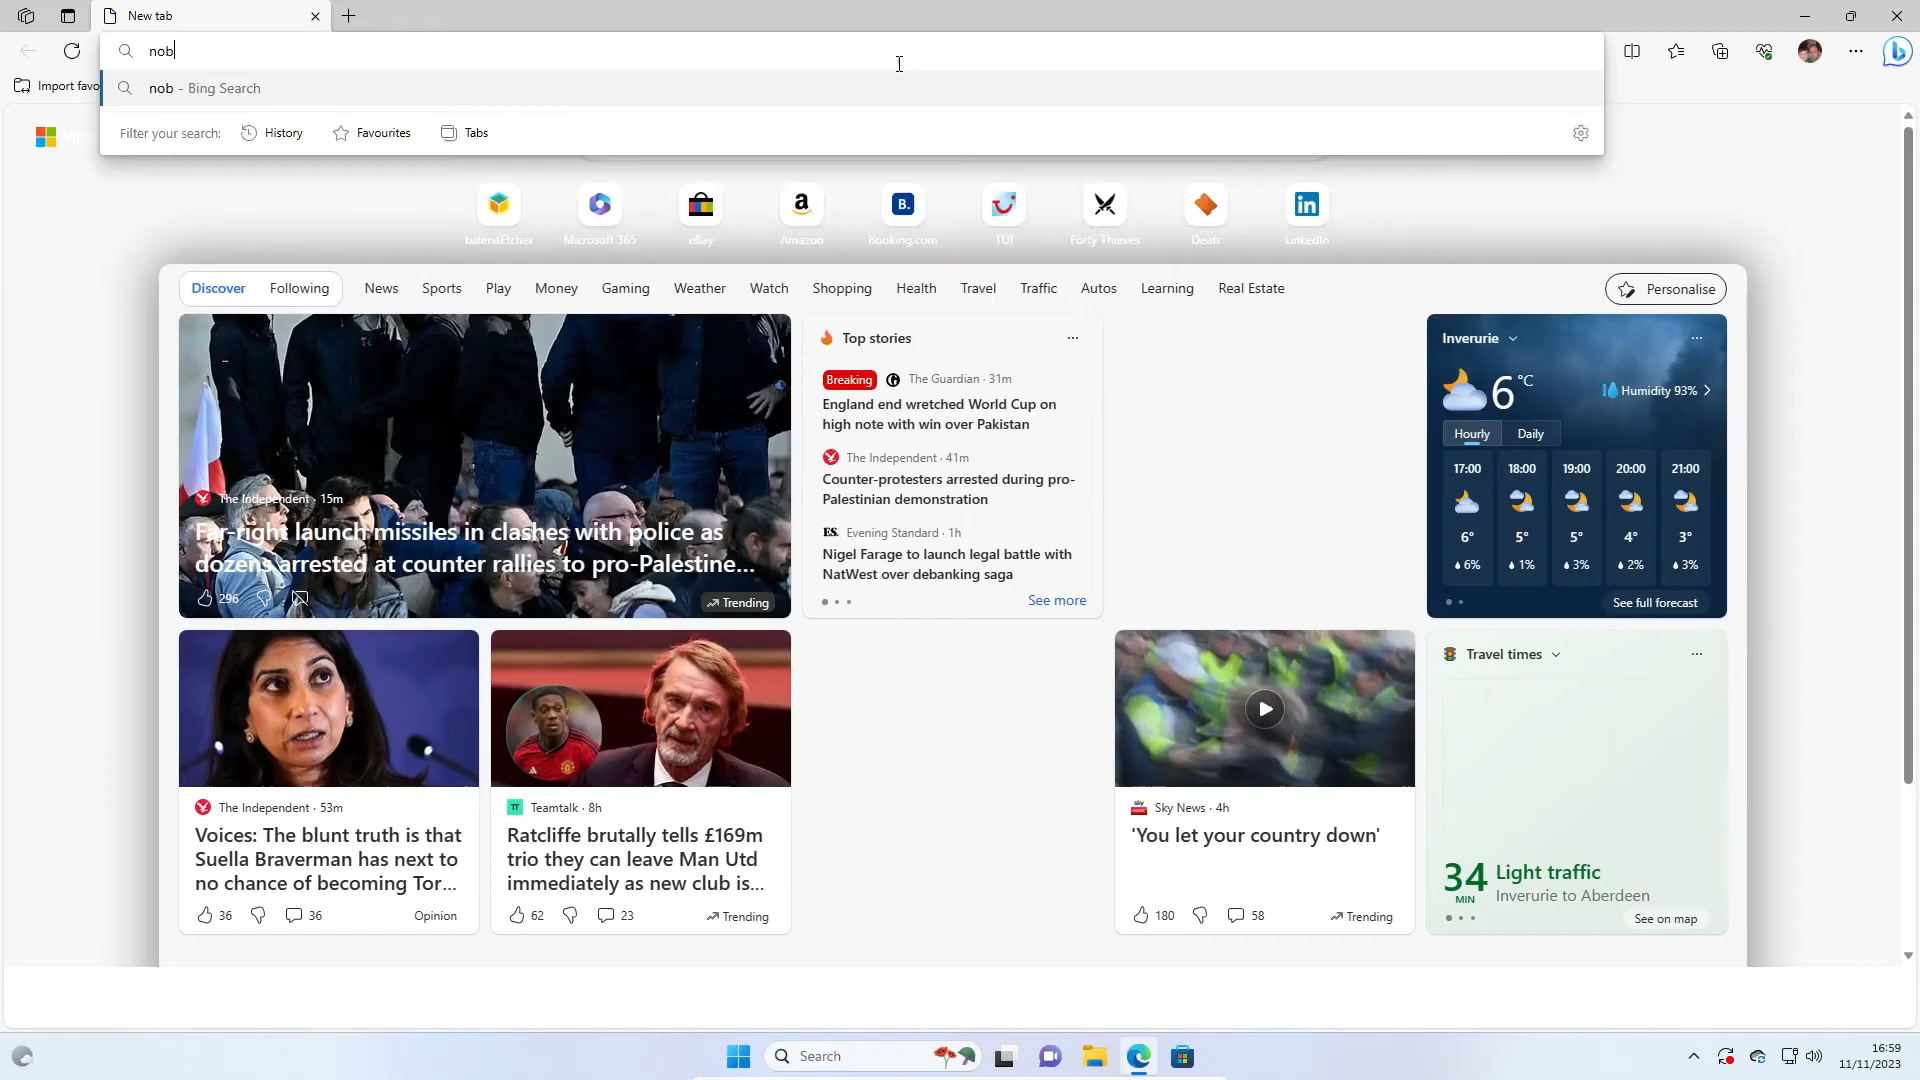 New tab
nob
nob - Bing Search
Import favo
Filter your search: History Favourites Tabs
balenaEtcher Microsoft 365 eBay Amazon Booking.com TUI Forty Thieves Deals LinkedIn
Discover Following News Sports Play Money Gaming Weather Watch Shopping Health Travel Traffic Autos Learning Real Estate Personalise
The Independent · 15m
Far-right launch missiles in clashes with police as
dozens arrested at counter rallies to pro-Palestine...
296
Trending
Top stories
Breaking The Guardian · 31m
England end wretched World Cup on
high note with win over Pakistan
The Independent · 41m
Counter-protesters arrested during pro-
Palestinian demonstration
ES Evening Standard · 1h
Nigel Farage to launch legal battle with
NatWest over debanking saga
See more
Inverurie
6 °C Humidity 93%
Hourly Daily
17:00 18:00 19:00 20:00 21:00
6° 5° 5° 4° 3°
6% 1% 3% 2% 3%
See full forecast
The Independent · 53m
Voices: The blunt truth is that
Suella Braverman has next to
no chance of becoming Tor...
36 36 Opinion
TT Teamtalk · 8h
Ratcliffe brutally tells £169m
trio they can leave Man Utd
immediately as new club is...
62 23 Trending
sky news Sky News · 4h
'You let your country down'
180 58 Trending
Travel times
34 Light traffic
MIN Inverurie to Aberdeen
See on map
Search
16:59
11/11/2023